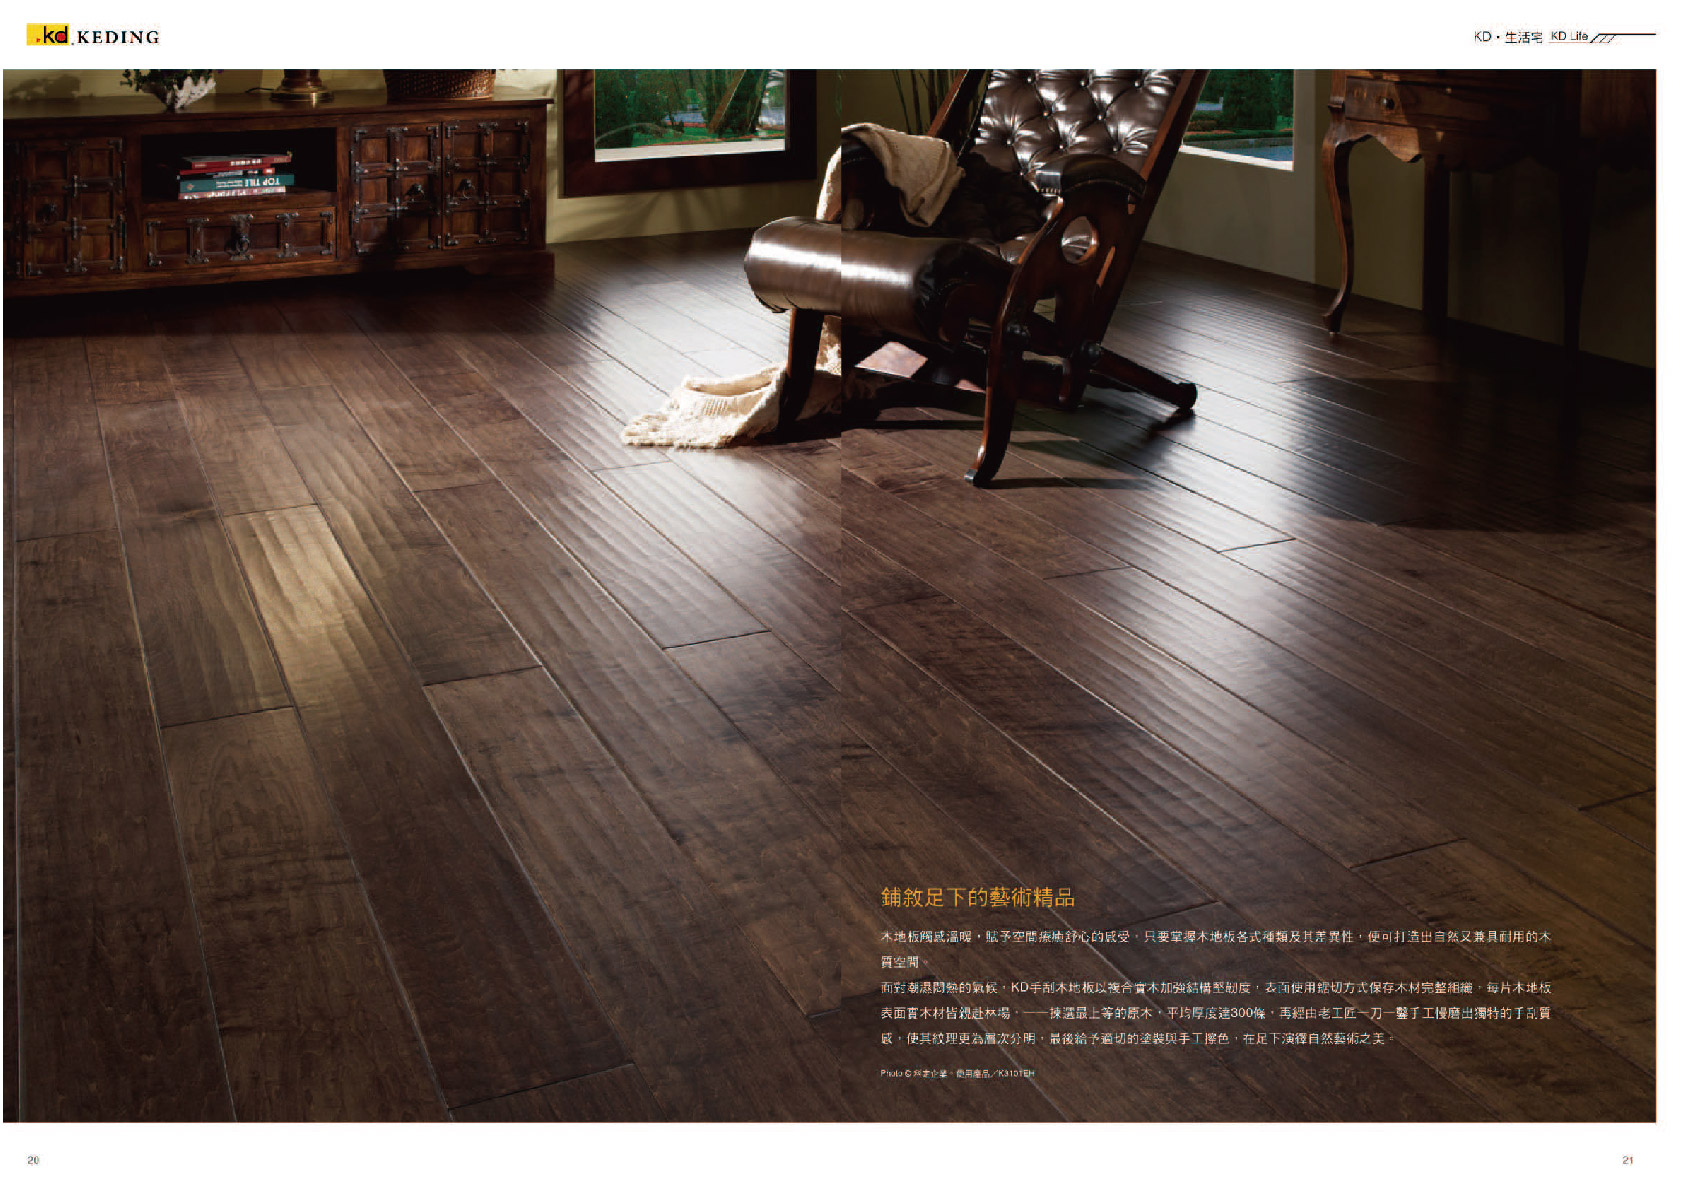 kd KEDING
KD・生活宅 KD Life
TOP TILE
鋪敘足下的藝術精品
木地板觸感溫暖，賦予空間療癒舒心的感受，只要掌握木地板各式種類及其差異性，便可打造出自然又兼具耐用的木
質空間。
面對潮濕悶熱的氣候，KD手刮木地板以複合實木加強結構堅韌度，表面使用鋸切方式保存木材完整組織，每片木地板
表面實木材皆親赴林場，一一揀選最上等的原木，平均厚度達300條，再經由老工匠一刀一鑿手工慢磨出獨特的手刮質
感，使其紋理更為層次分明，最後給予適切的塗裝與手工擦色，在足下演繹自然藝術之美。
Photo © 科定企業。使用產品／K3101EH
20
21